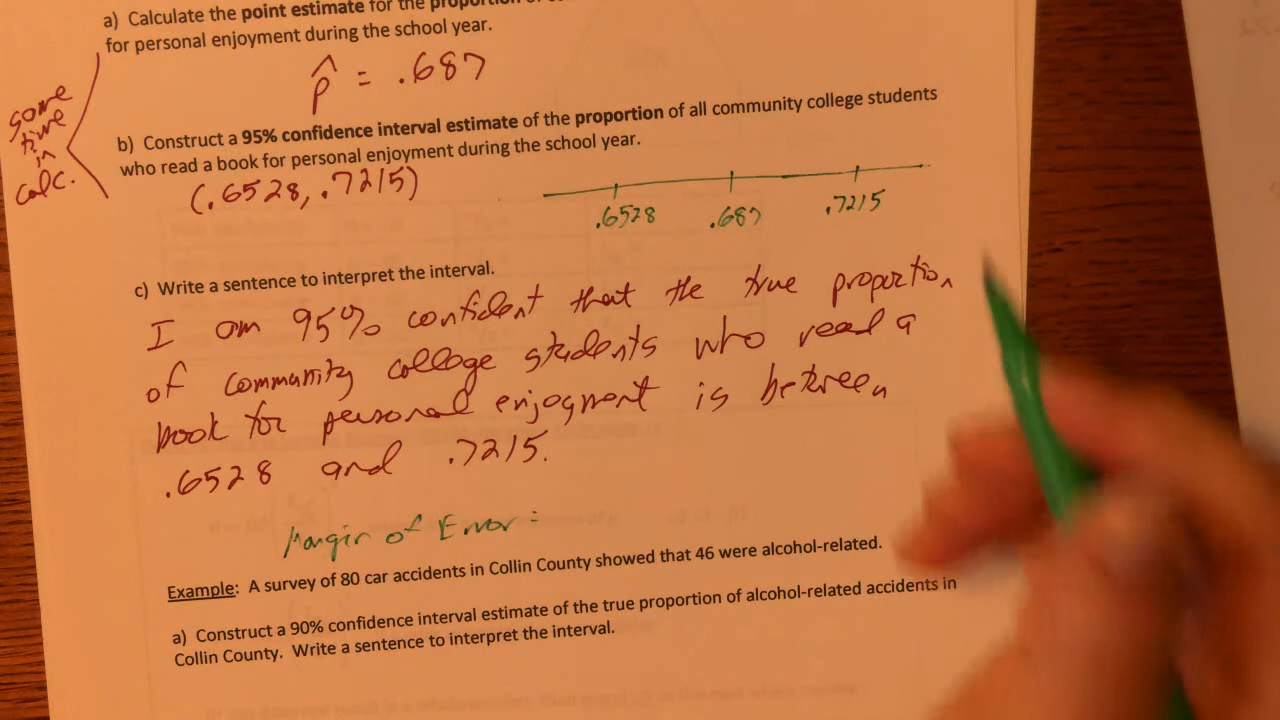 a) Calculate the point estimate for the proportion of
for personal enjoyment during the school year.
p̂ = .687
some
time
in
calc.
b) Construct a 95% confidence interval estimate of the proportion of all community college students
who read a book for personal enjoyment during the school year.
(.6528, .7215)
.6528 .687 .7215
c) Write a sentence to interpret the interval.
I am 95% confident that the true proportion
of community college students who read a
book for personal enjoyment is between
.6528 and .7215.
Margin of Error:
Example: A survey of 80 car accidents in Collin County showed that 46 were alcohol-related.
a) Construct a 90% confidence interval estimate of the true proportion of alcohol-related accidents in
Collin County. Write a sentence to interpret the interval.